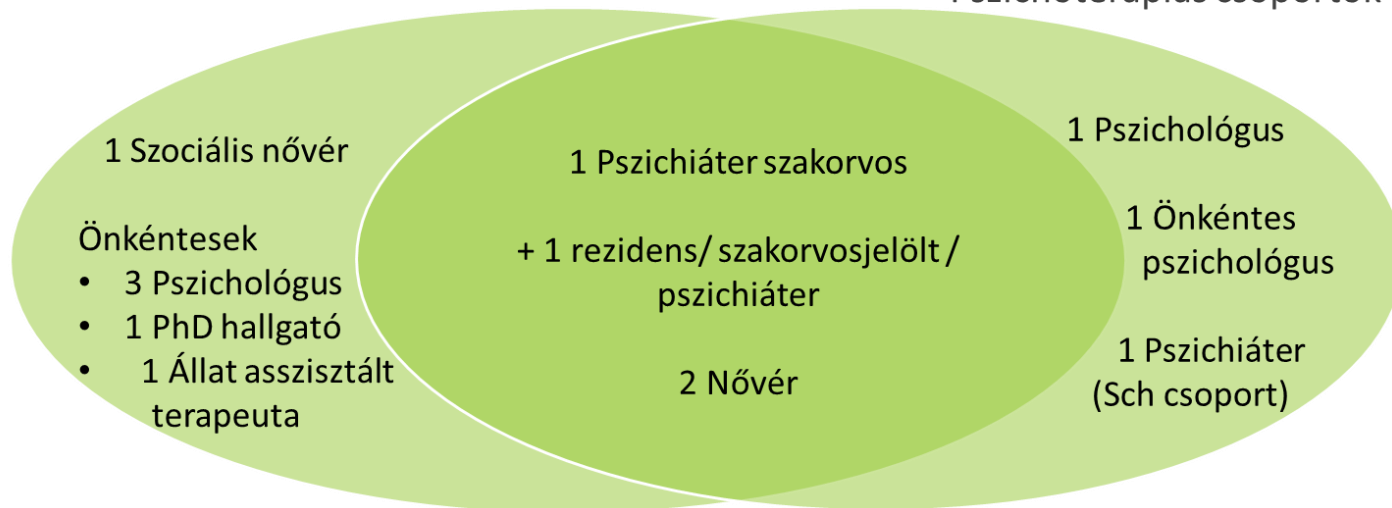 1 Szociális nővér
Önkéntesek
• 3 Pszichológus
• 1 PhD hallgató
• 1 Állat asszisztált
terapeuta
1 Pszichiáter szakorvos
+ 1 rezidens/ szakorvosjelölt /
pszichiáter
2 Nővér
1 Pszichológus
1 Önkéntes
pszichológus
1 Pszichiáter
(Sch csoport)